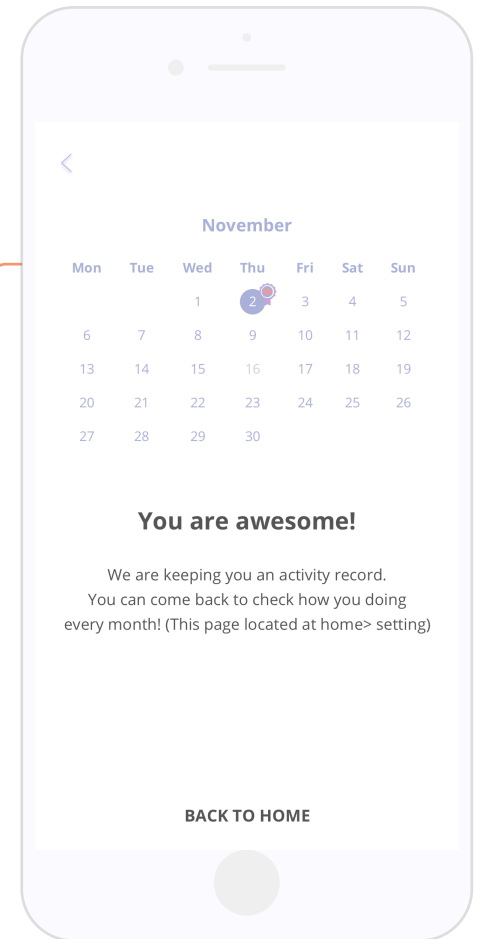 November
Mon Tue Wed Thu Fri Sat Sun
1 2 3 4 5
6 7 8 9 10 11 12
13 14 15 16 17 18 19
20 21 22 23 24 25 26
27 28 29 30
You are awesome!
We are keeping you an activity record.
You can come back to check how you doing
every month! (This page located at home> setting)
BACK TO HOME